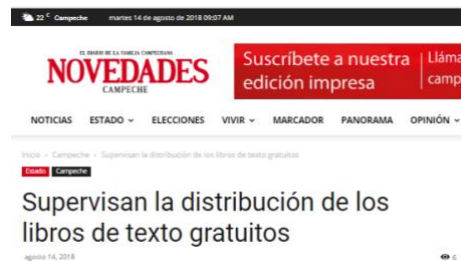 22 C Campeche martes 14 de agosto de 2018 09:07 AM
EL DIARIO DE LA FAMILIA CAMPECHANA
NOVEDADES
CAMPECHE
Suscríbete a nuestra
edición impresa
Lláma
camp
NOTICIAS ESTADO ELECCIONES VIVIR MARCADOR PANORAMA OPINIÓN
Inicio › Campeche › Supervisan la distribución de los libros de texto gratuitos
Estado Campeche
Supervisan la distribución de los
libros de texto gratuitos
agosto 14, 2018 6